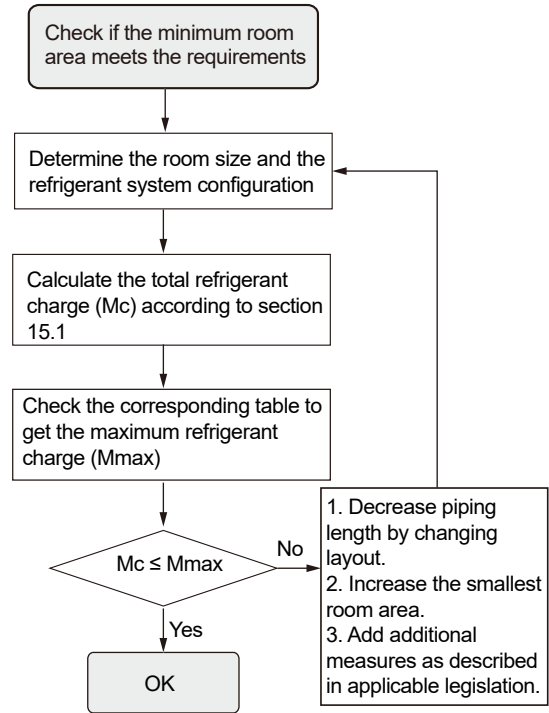 Check if the minimum room
area meets the requirements
Determine the room size and the
refrigerant system configuration
Calculate the total refrigerant
charge (Mc) according to section
15.1
Check the corresponding table to
get the maximum refrigerant
charge (Mmax)
Mc ≤ Mmax
No
1. Decrease piping
length by changing
layout.
2. Increase the smallest
room area.
3. Add additional
measures as described
in applicable legislation.
Yes
OK